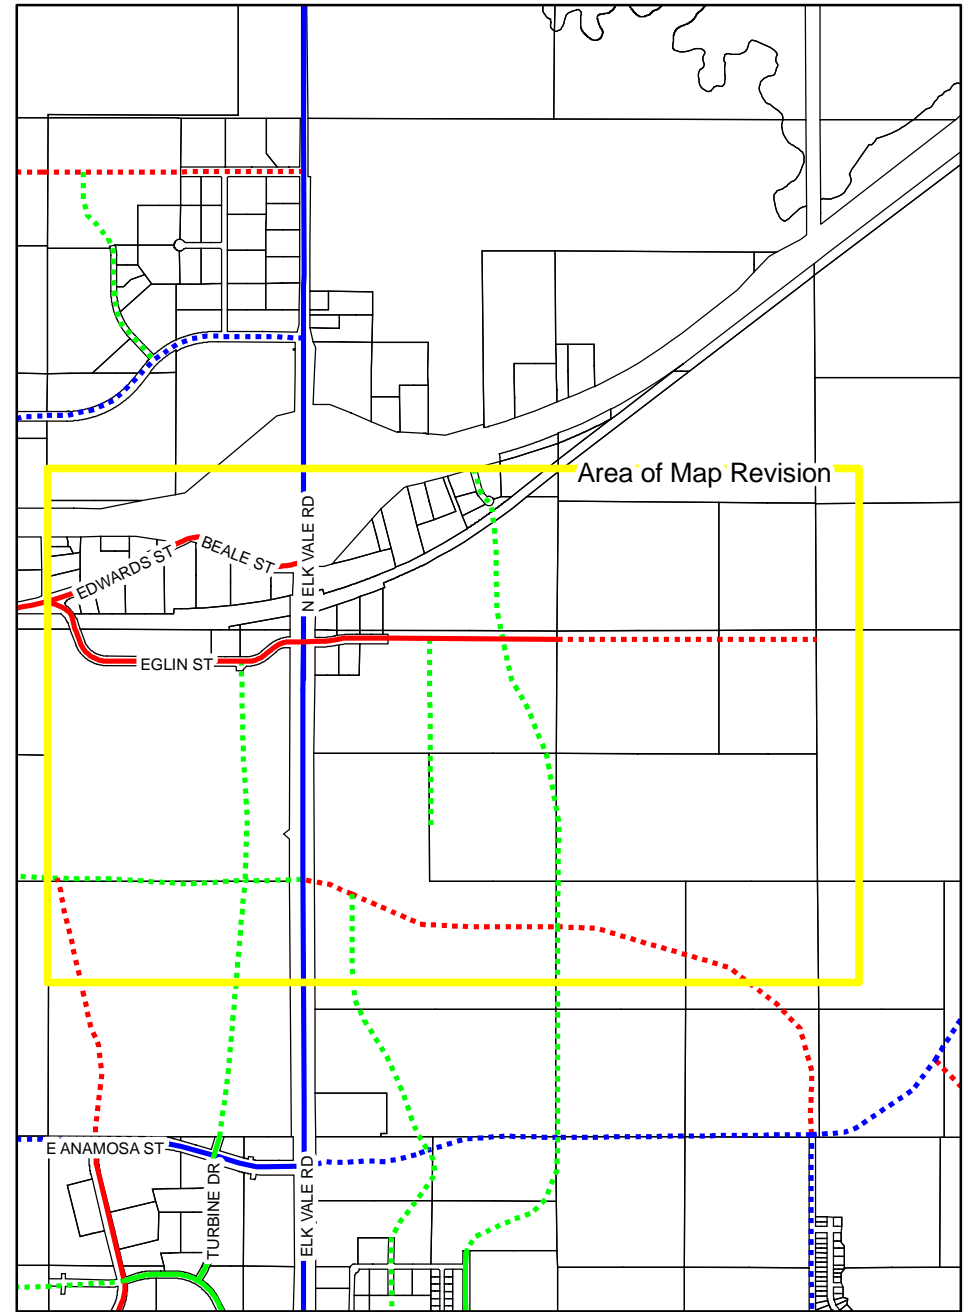 Area of Map Revision
N ELK VALE RD
BEALE ST
EDWARDS ST
EGLIN ST
E ANAMOSA ST
TURBINE DR
ELK VALE RD